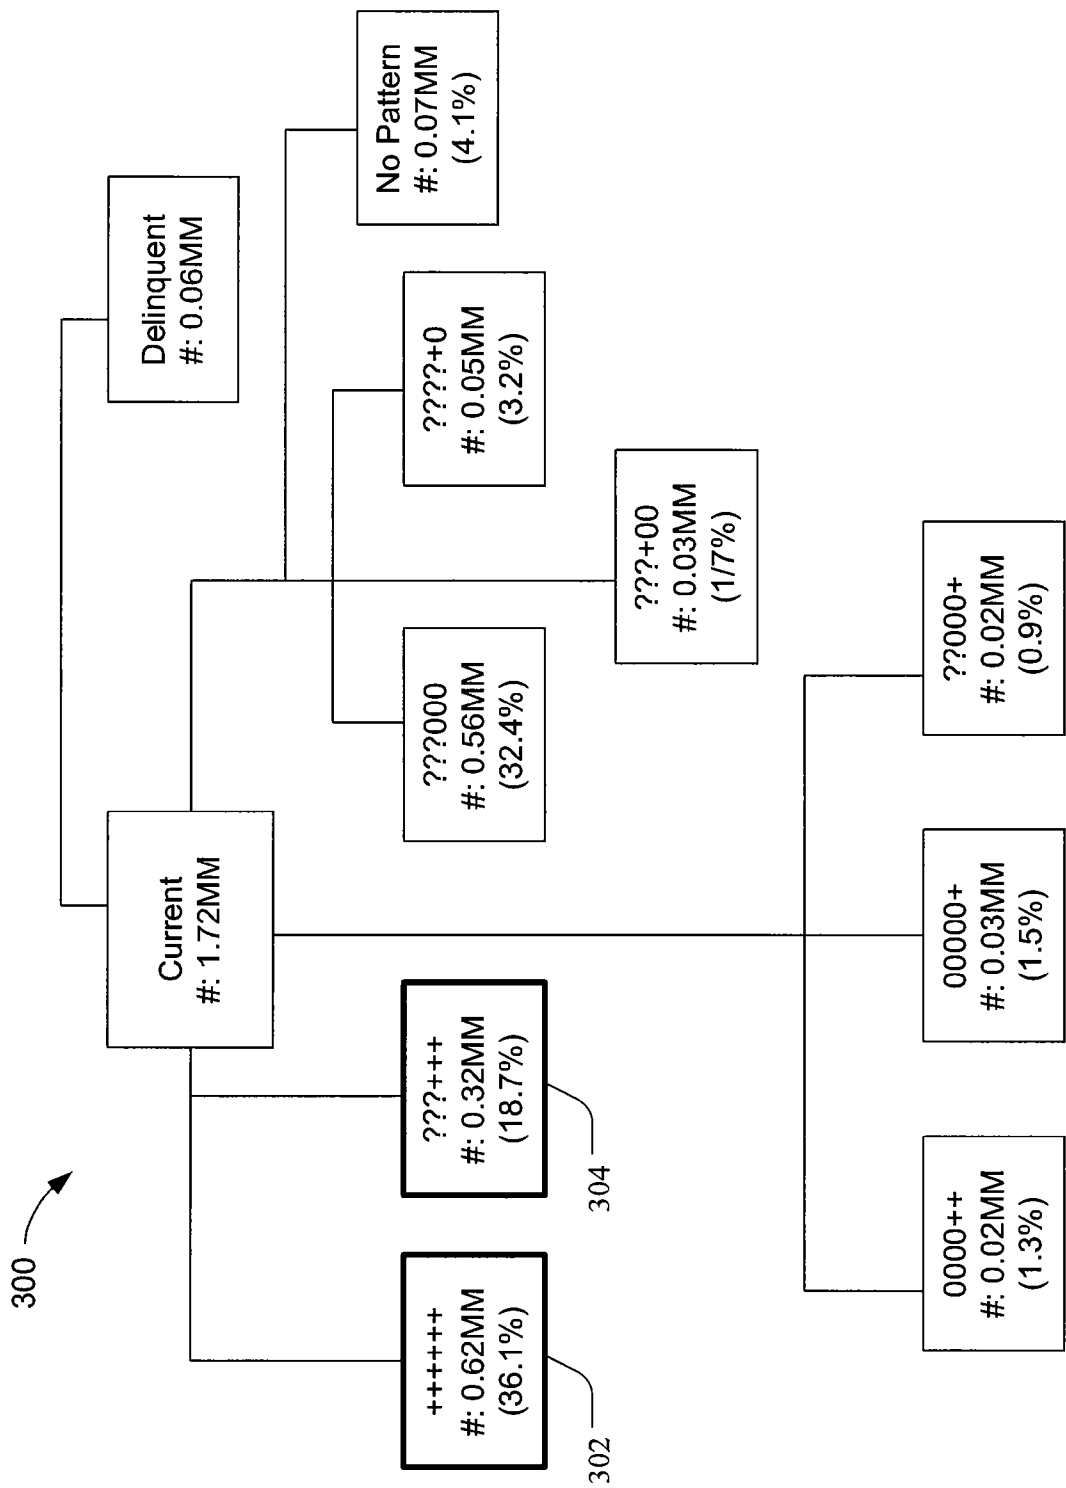 300
Delinquent
#: 0.06MM
Current
#: 1.72MM
No Pattern
#: 0.07MM
(4.1%)
++++++
#: 0.62MM
(36.1%)
302
???+++
#: 0.32MM
(18.7%)
304
???000
#: 0.56MM
(32.4%)
????+0
#: 0.05MM
(3.2%)
???+00
#: 0.03MM
(1/7%)
0000++
#: 0.02MM
(1.3%)
00000+
#: 0.03MM
(1.5%)
??000+
#: 0.02MM
(0.9%)